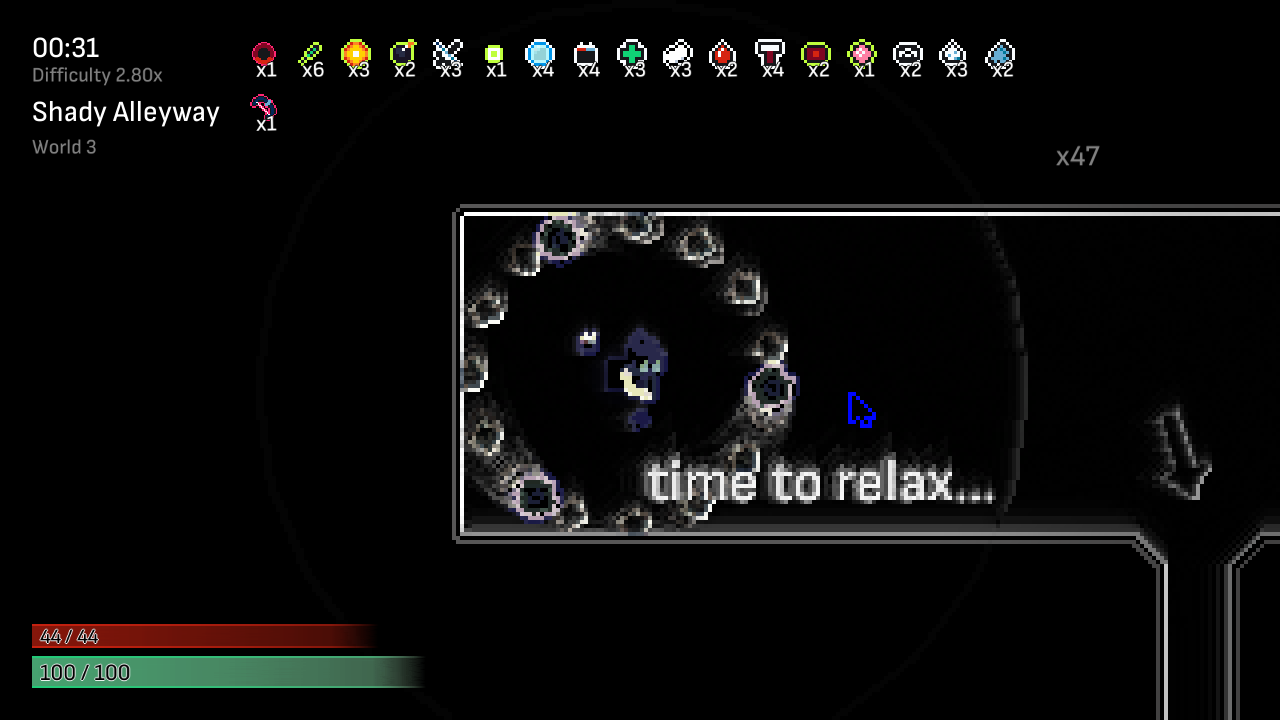 00:31
Difficulty 2.80x
Shady Alleyway
World 3
x1 x6 x3 x2 x3 x1 x4 x4 x3 x3 x2 x4 x2 x1 x2 x3 x2
x1
x47
time to relax...
44 / 44
100 / 100